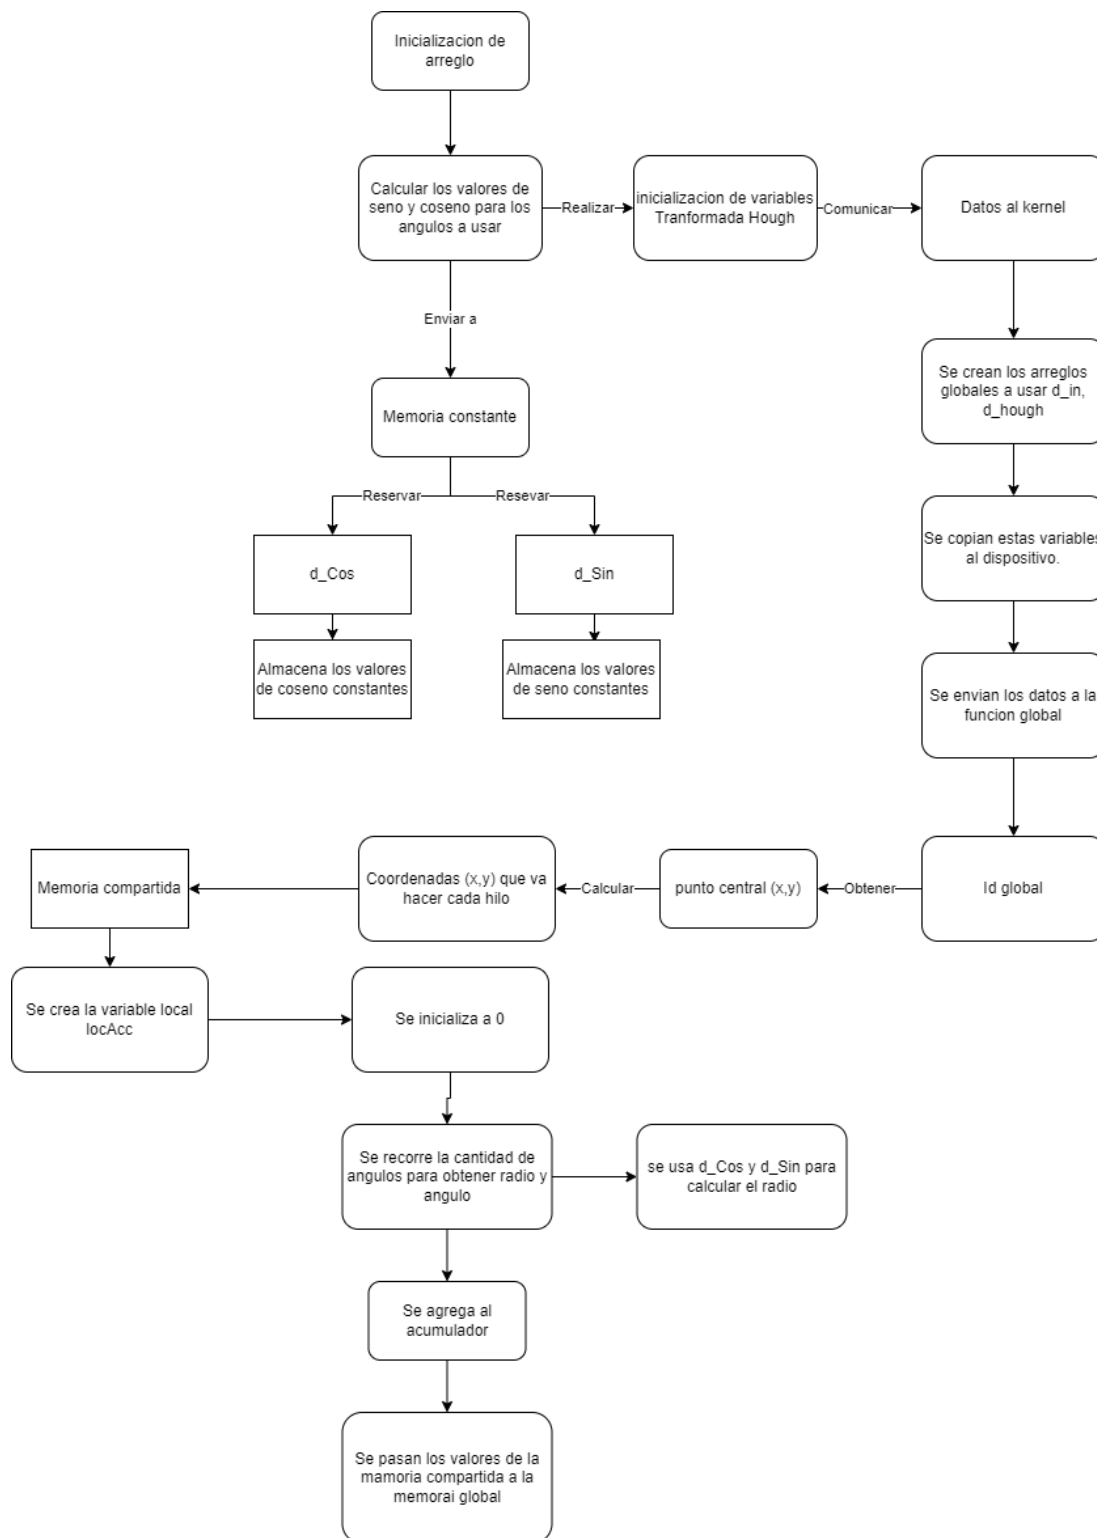 Inicializacion de
arreglo
Calcular los valores de
seno y coseno para los
angulos a usar
Realizar
inicializacion de variables
Tranformada Hough
Comunicar
Datos al kernel
Enviar a
Memoria constante
Reservar
Resevar
d_Cos
d_Sin
Almacena los valores
de coseno constantes
Almacena los valores
de seno constantes
Se crean los arreglos
globales a usar d_in,
d_hough
Se copian estas variables
al dispositivo.
Se envian los datos a la
funcion global
Id global
Obtener
punto central (x,y)
Calcular
Coordenadas (x,y) que va
hacer cada hilo
Memoria compartida
Se crea la variable local
locAcc
Se inicializa a 0
Se recorre la cantidad de
angulos para obtener radio y
angulo
se usa d_Cos y d_Sin para
calcular el radio
Se agrega al
acumulador
Se pasan los valores de la
mamoria compartida a la
memorai global